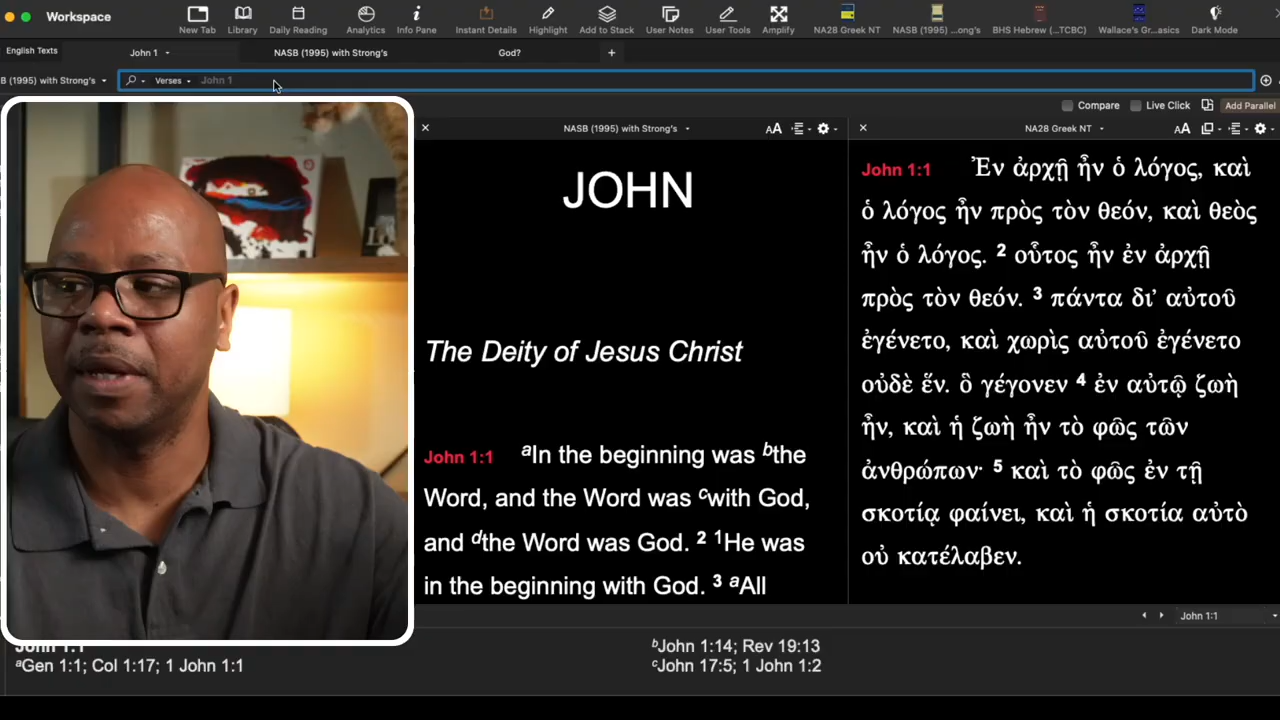 Workspace
New Tab
Library
Daily Reading
Analytics
Info Pane
Instant Details
Highlight
Add to Stack
User Notes
User Tools
Amplify
NA28 Greek NT
NASB (1995) ...ong's
BHS Hebrew (...TCBC)
Wallace's Gr...asics
Dark Mode
English Texts
John 1
NASB (1995) with Strong's
God?
+
B (1995) with Strong's
Verses
John 1
Compare
Live Click
Add Parallel
NASB (1995) with Strong's
AA
JOHN
The Deity of Jesus Christ
John 1:1 aIn the beginning was bthe
Word, and the Word was cwith God,
and dthe Word was God. 2 1He was
in the beginning with God. 3 aAll
NA28 Greek NT
AA
John 1:1 Ἐν ἀρχῇ ἦν ὁ λόγος, καὶ
ὁ λόγος ἦν πρὸς τὸν θεόν, καὶ θεὸς
ἦν ὁ λόγος. 2 οὗτος ἦν ἐν ἀρχῇ
πρὸς τὸν θεόν. 3 πάντα δι’ αὐτοῦ
ἐγένετο, καὶ χωρὶς αὐτοῦ ἐγένετο
οὐδὲ ἕν. ὃ γέγονεν 4 ἐν αὐτῷ ζωὴ
ἦν, καὶ ἡ ζωὴ ἦν τὸ φῶς τῶν
ἀνθρώπων· 5 καὶ τὸ φῶς ἐν τῇ
σκοτίᾳ φαίνει, καὶ ἡ σκοτία αὐτὸ
οὐ κατέλαβεν.
John 1:1
John 1:1
aGen 1:1; Col 1:17; 1 John 1:1
bJohn 1:14; Rev 19:13
cJohn 17:5; 1 John 1:2